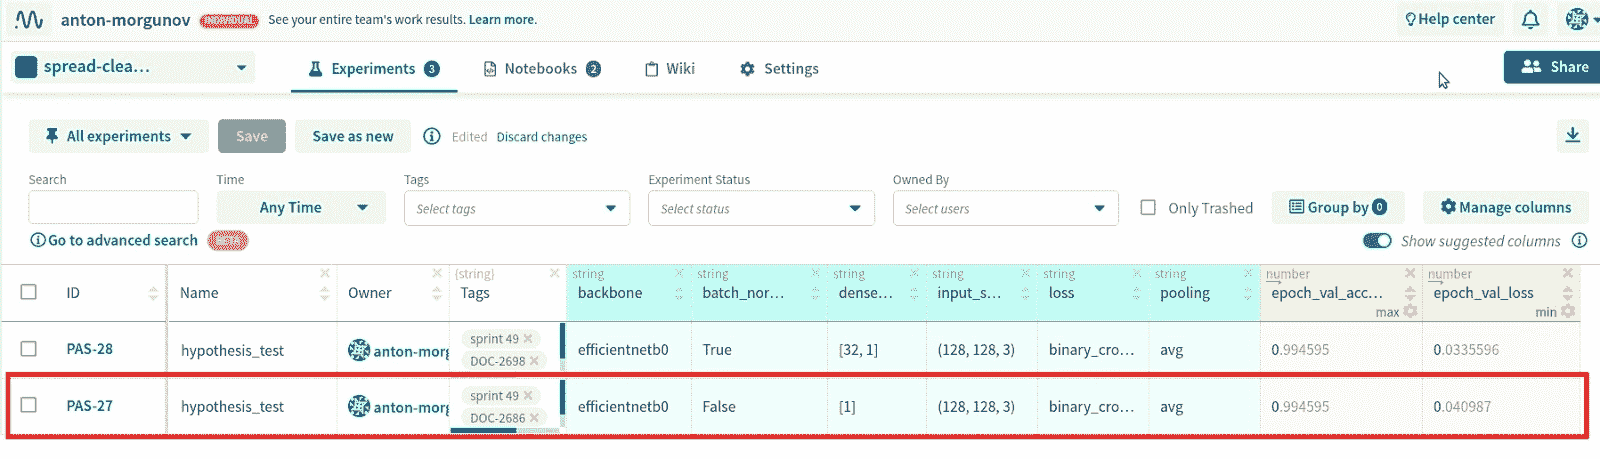 anton-morgunov INDIVIDUAL See your entire team's work results. Learn more. Help center
spread-clea... Experiments 3 Notebooks 2 Wiki Settings Share
All experiments Save Save as new Edited Discard changes
Search Time Tags Experiment Status Owned By
Any Time Select tags Select status Select users Only Trashed Group by 0 Manage columns
Go to advanced search BETA Show suggested columns
{string} string string string string string string number number
ID Name Owner Tags backbone batch_nor... dense... input_s... loss pooling epoch_val_acc... epoch_val_loss
max min
PAS-28 hypothesis_test anton-morg sprint 49 DOC-2698 efficientnetb0 True [32, 1] (128, 128, 3) binary_cro... avg 0.994595 0.0335596
PAS-27 hypothesis_test anton-morg sprint 49 DOC-2686 efficientnetb0 False [1] (128, 128, 3) binary_cro... avg 0.994595 0.040987